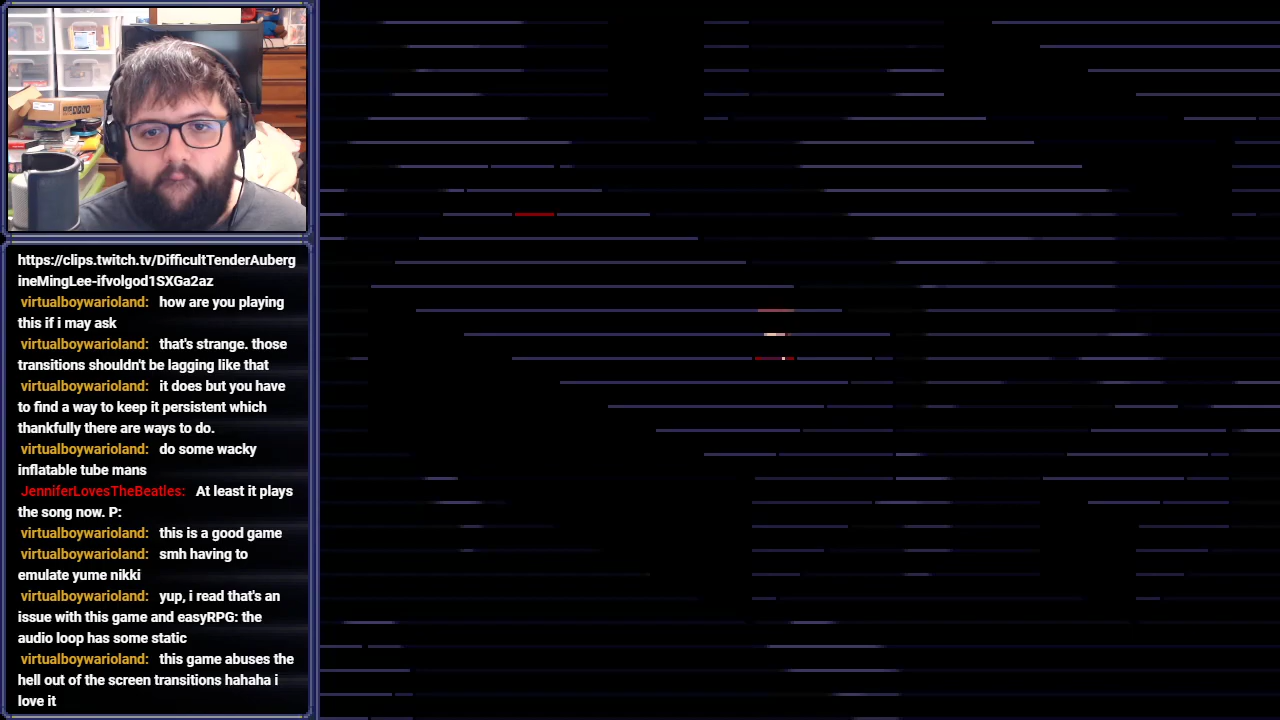 https://clips.twitch.tv/DifficultTenderAuberg
ineMingLee-ifvolgod1SXGa2az
virtualboywarioland: how are you playing
this if i may ask
virtualboywarioland: that's strange. those
transitions shouldn't be lagging like that
virtualboywarioland: it does but you have
to find a way to keep it persistent which
thankfully there are ways to do.
virtualboywarioland: do some wacky
inflatable tube mans
JenniferLovesTheBeatles: At least it plays
the song now. P:
virtualboywarioland: this is a good game
virtualboywarioland: smh having to
emulate yume nikki
virtualboywarioland: yup, i read that's an
issue with this game and easyRPG: the
audio loop has some static
virtualboywarioland: this game abuses the
hell out of the screen transitions hahaha i
love it